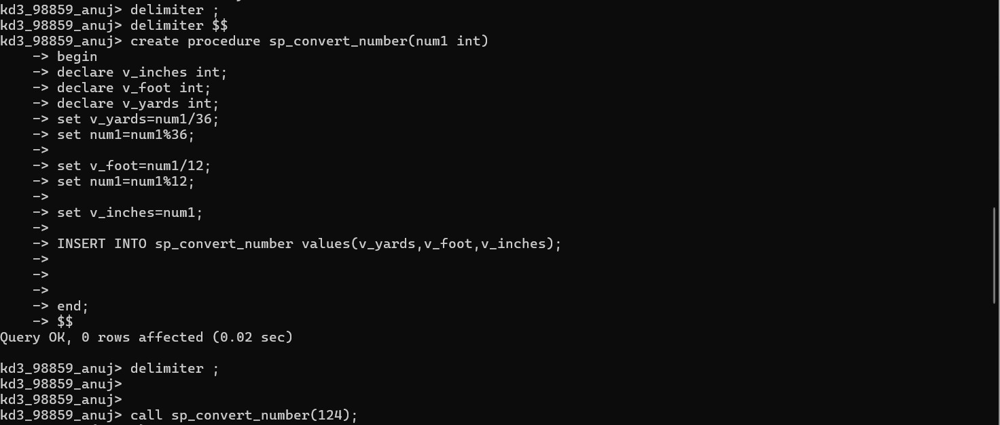 kd3_98859_anuj> delimiter ;
kd3_98859_anuj> delimiter $$
kd3_98859_anuj> create procedure sp_convert_number(num1 int)
    -> begin
    -> declare v_inches int;
    -> declare v_foot int;
    -> declare v_yards int;
    -> set v_yards=num1/36;
    -> set num1=num1%36;
    ->
    -> set v_foot=num1/12;
    -> set num1=num1%12;
    ->
    -> set v_inches=num1;
    ->
    -> INSERT INTO sp_convert_number values(v_yards,v_foot,v_inches);
    ->
    ->
    ->
    -> end;
    -> $$
Query OK, 0 rows affected (0.02 sec)
kd3_98859_anuj> delimiter ;
kd3_98859_anuj>
kd3_98859_anuj>
kd3_98859_anuj> call sp_convert_number(124);